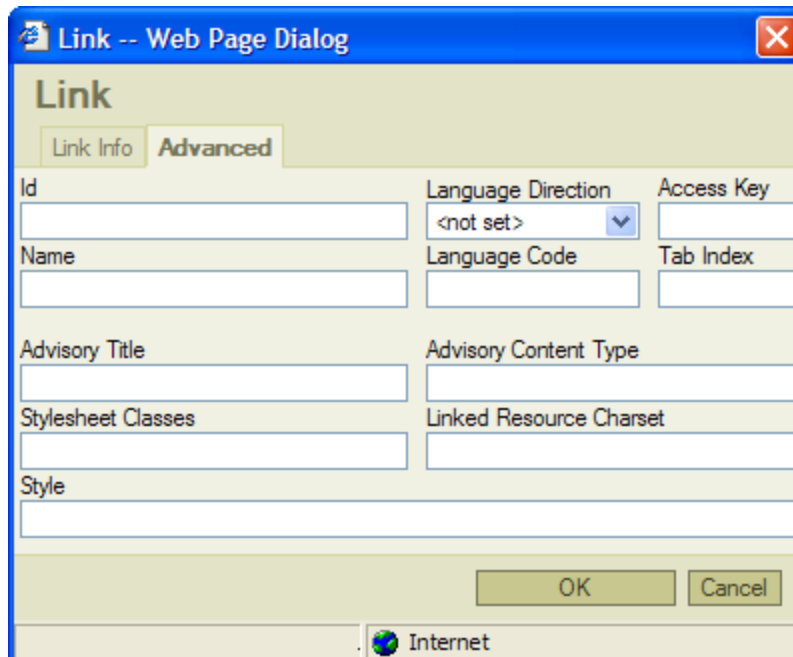 Link -- Web Page Dialog
Link
Link Info Advanced
Id Language Direction Access Key
<not set>
Name Language Code Tab Index
Advisory Title Advisory Content Type
Stylesheet Classes Linked Resource Charset
Style
OK Cancel
. Internet